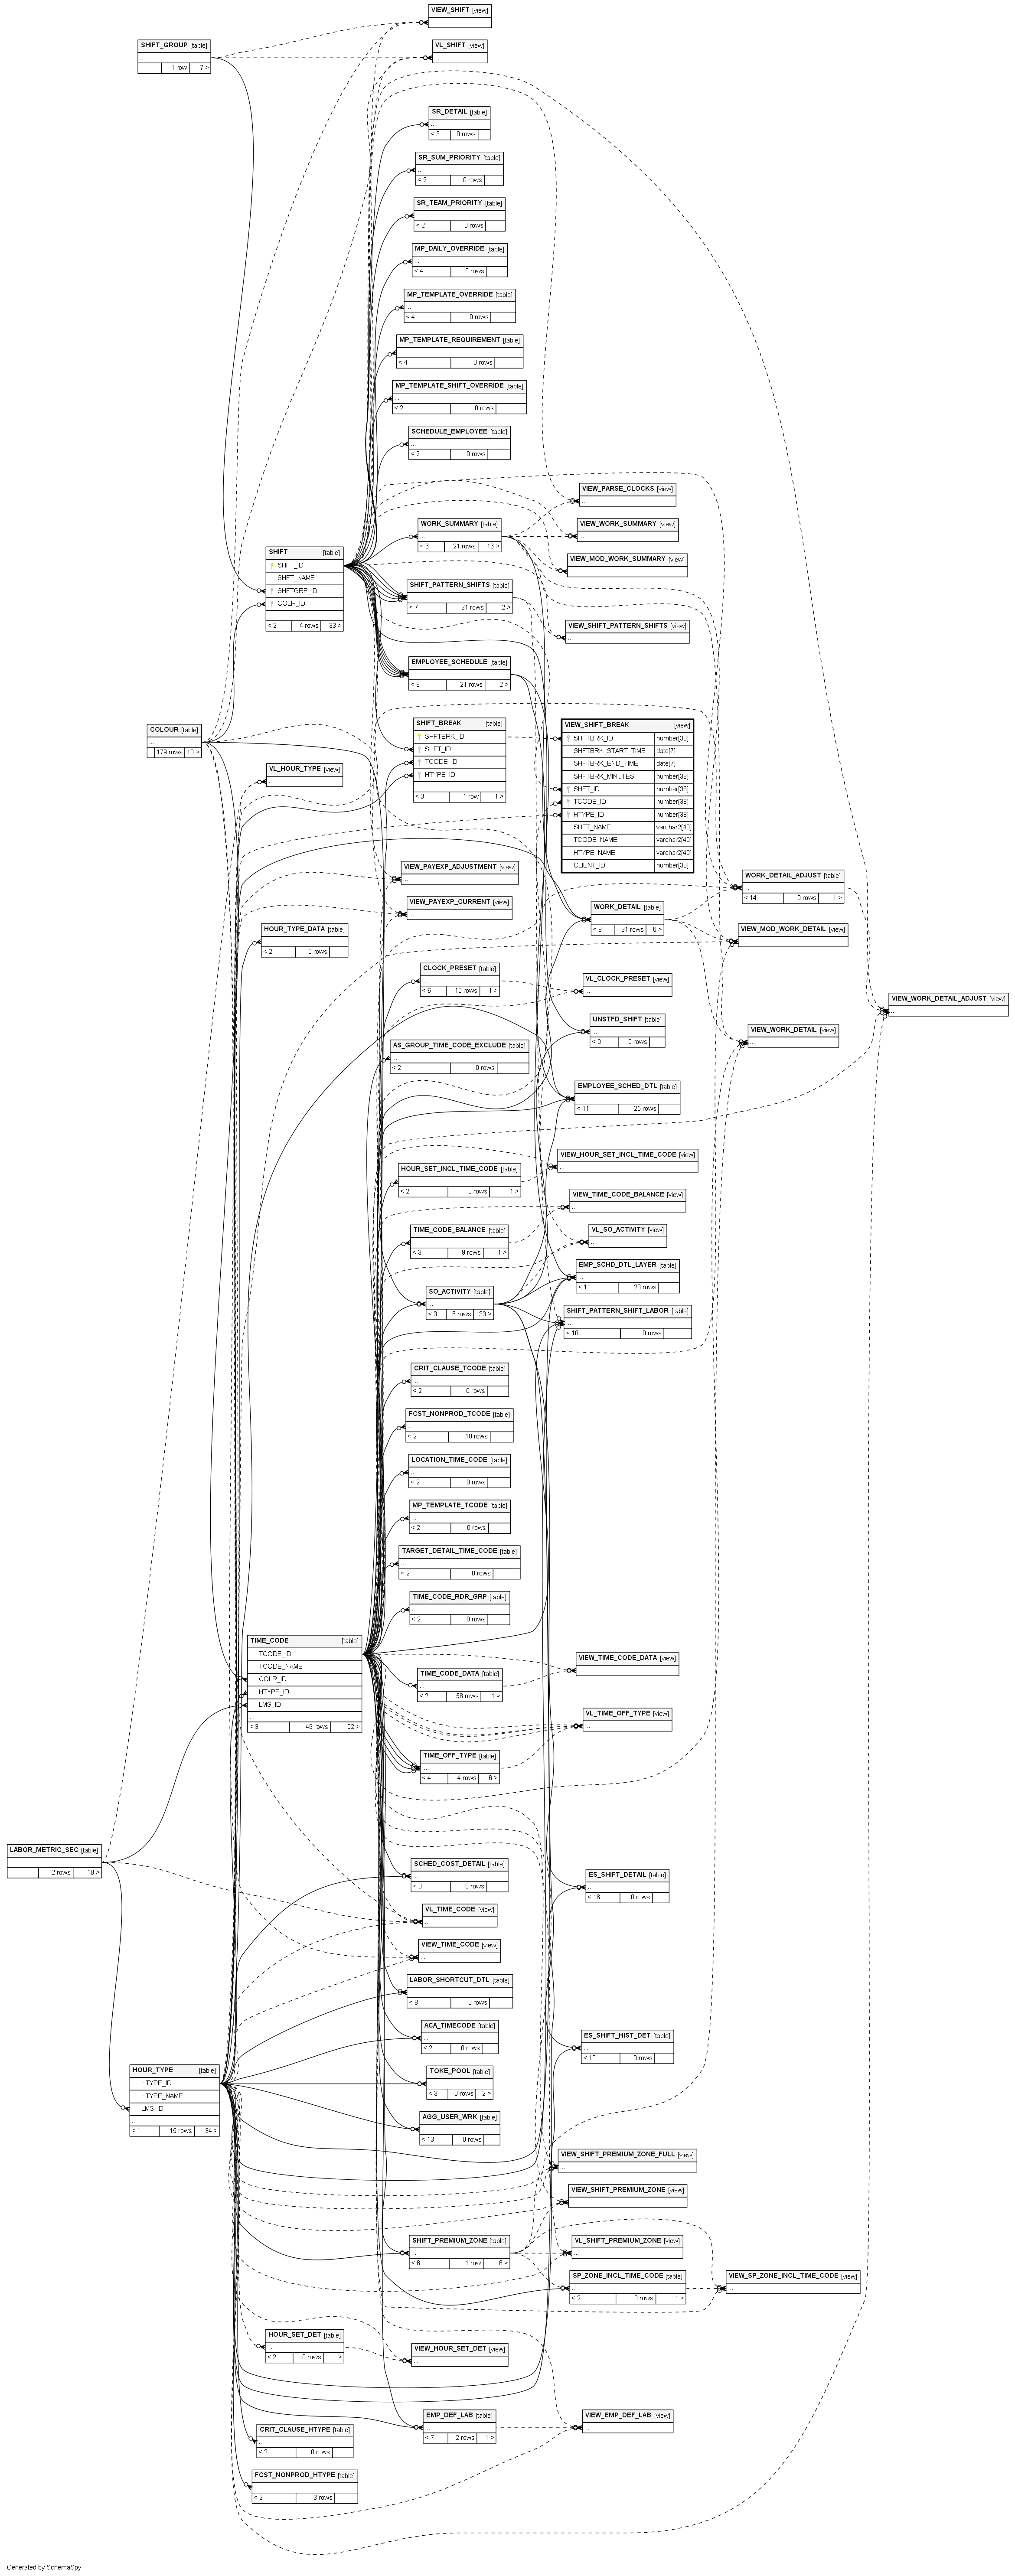 VIEW_SHIFT [view]
...
SHIFT_GROUP [table]
...
1 row 7 >
VL_SHIFT [view]
...
SR_DETAIL [table]
...
< 3 0 rows
SR_SUM_PRIORITY [table]
...
< 2 0 rows
SR_TEAM_PRIORITY [table]
...
< 2 0 rows
MP_DAILY_OVERRIDE [table]
...
< 4 0 rows
MP_TEMPLATE_OVERRIDE [table]
...
< 4 0 rows
MP_TEMPLATE_REQUIREMENT [table]
...
< 4 0 rows
MP_TEMPLATE_SHIFT_OVERRIDE [table]
...
< 2 0 rows
SCHEDULE_EMPLOYEE [table]
...
< 2 0 rows
VIEW_PARSE_CLOCKS [view]
...
WORK_SUMMARY [table]
...
< 6 21 rows 16 >
VIEW_WORK_SUMMARY [view]
...
SHIFT [table]
SHFT_ID
SHFT_NAME
SHFTGRP_ID
COLR_ID
...
< 2 4 rows 33 >
VIEW_MOD_WORK_SUMMARY [view]
...
SHIFT_PATTERN_SHIFTS [table]
...
< 7 21 rows 2 >
VIEW_SHIFT_PATTERN_SHIFTS [view]
...
EMPLOYEE_SCHEDULE [table]
...
< 9 21 rows 2 >
COLOUR [table]
...
179 rows 18 >
SHIFT_BREAK [table]
SHFTBRK_ID
SHFT_ID
TCODE_ID
HTYPE_ID
...
< 3 1 row 1 >
VIEW_SHIFT_BREAK [view]
SHFTBRK_ID number[38]
SHFTBRK_START_TIME date[7]
SHFTBRK_END_TIME date[7]
SHFTBRK_MINUTES number[38]
SHFT_ID number[38]
TCODE_ID number[38]
HTYPE_ID number[38]
SHFT_NAME varchar2[40]
TCODE_NAME varchar2[40]
HTYPE_NAME varchar2[40]
CLIENT_ID number[38]
VL_HOUR_TYPE [view]
...
VIEW_PAYEXP_ADJUSTMENT [view]
...
WORK_DETAIL_ADJUST [table]
...
< 14 0 rows 1 >
VIEW_PAYEXP_CURRENT [view]
...
WORK_DETAIL [table]
...
< 9 31 rows 6 >
HOUR_TYPE_DATA [table]
...
< 2 0 rows
VIEW_MOD_WORK_DETAIL [view]
...
CLOCK_PRESET [table]
...
< 6 10 rows 1 >
VL_CLOCK_PRESET [view]
...
VIEW_WORK_DETAIL_ADJUST [view]
...
UNSTFD_SHIFT [table]
...
< 9 0 rows
VIEW_WORK_DETAIL [view]
...
AS_GROUP_TIME_CODE_EXCLUDE [table]
...
< 2 0 rows
EMPLOYEE_SCHED_DTL [table]
...
< 11 25 rows
VIEW_HOUR_SET_INCL_TIME_CODE [view]
...
HOUR_SET_INCL_TIME_CODE [table]
...
< 2 0 rows 1 >
VIEW_TIME_CODE_BALANCE [view]
...
TIME_CODE_BALANCE [table]
...
< 3 9 rows 1 >
VL_SO_ACTIVITY [view]
...
EMP_SCHD_DTL_LAYER [table]
...
< 11 20 rows
SO_ACTIVITY [table]
...
< 3 6 rows 33 >
SHIFT_PATTERN_SHIFT_LABOR [table]
...
< 10 0 rows
CRIT_CLAUSE_TCODE [table]
...
< 2 0 rows
FCST_NONPROD_TCODE [table]
...
< 2 10 rows
LOCATION_TIME_CODE [table]
...
< 2 0 rows
MP_TEMPLATE_TCODE [table]
...
< 2 0 rows
TARGET_DETAIL_TIME_CODE [table]
...
< 2 0 rows
TIME_CODE_RDR_GRP [table]
...
< 2 0 rows
TIME_CODE [table]
TCODE_ID
TCODE_NAME
COLR_ID
HTYPE_ID
LMS_ID
...
< 3 49 rows 52 >
VIEW_TIME_CODE_DATA [view]
...
TIME_CODE_DATA [table]
...
< 2 58 rows 1 >
VL_TIME_OFF_TYPE [view]
...
TIME_OFF_TYPE [table]
...
< 4 4 rows 6 >
LABOR_METRIC_SEC [table]
...
2 rows 18 >
SCHED_COST_DETAIL [table]
...
< 8 0 rows
ES_SHIFT_DETAIL [table]
...
< 16 0 rows
VL_TIME_CODE [view]
...
VIEW_TIME_CODE [view]
...
LABOR_SHORTCUT_DTL [table]
...
< 8 0 rows
ACA_TIMECODE [table]
...
< 2 0 rows
ES_SHIFT_HIST_DET [table]
...
< 10 0 rows
HOUR_TYPE [table]
HTYPE_ID
HTYPE_NAME
LMS_ID
...
< 1 15 rows 34 >
TOKE_POOL [table]
...
< 3 0 rows 2 >
AGG_USER_WRK [table]
...
< 13 0 rows
VIEW_SHIFT_PREMIUM_ZONE_FULL [view]
...
VIEW_SHIFT_PREMIUM_ZONE [view]
...
SHIFT_PREMIUM_ZONE [table]
...
< 6 1 row 6 >
VL_SHIFT_PREMIUM_ZONE [view]
...
SP_ZONE_INCL_TIME_CODE [table]
...
< 2 0 rows 1 >
VIEW_SP_ZONE_INCL_TIME_CODE [view]
...
HOUR_SET_DET [table]
...
< 2 0 rows 1 >
VIEW_HOUR_SET_DET [view]
...
EMP_DEF_LAB [table]
...
< 7 2 rows 1 >
VIEW_EMP_DEF_LAB [view]
...
CRIT_CLAUSE_HTYPE [table]
...
< 2 0 rows
FCST_NONPROD_HTYPE [table]
...
< 2 3 rows
Generated by SchemaSpy